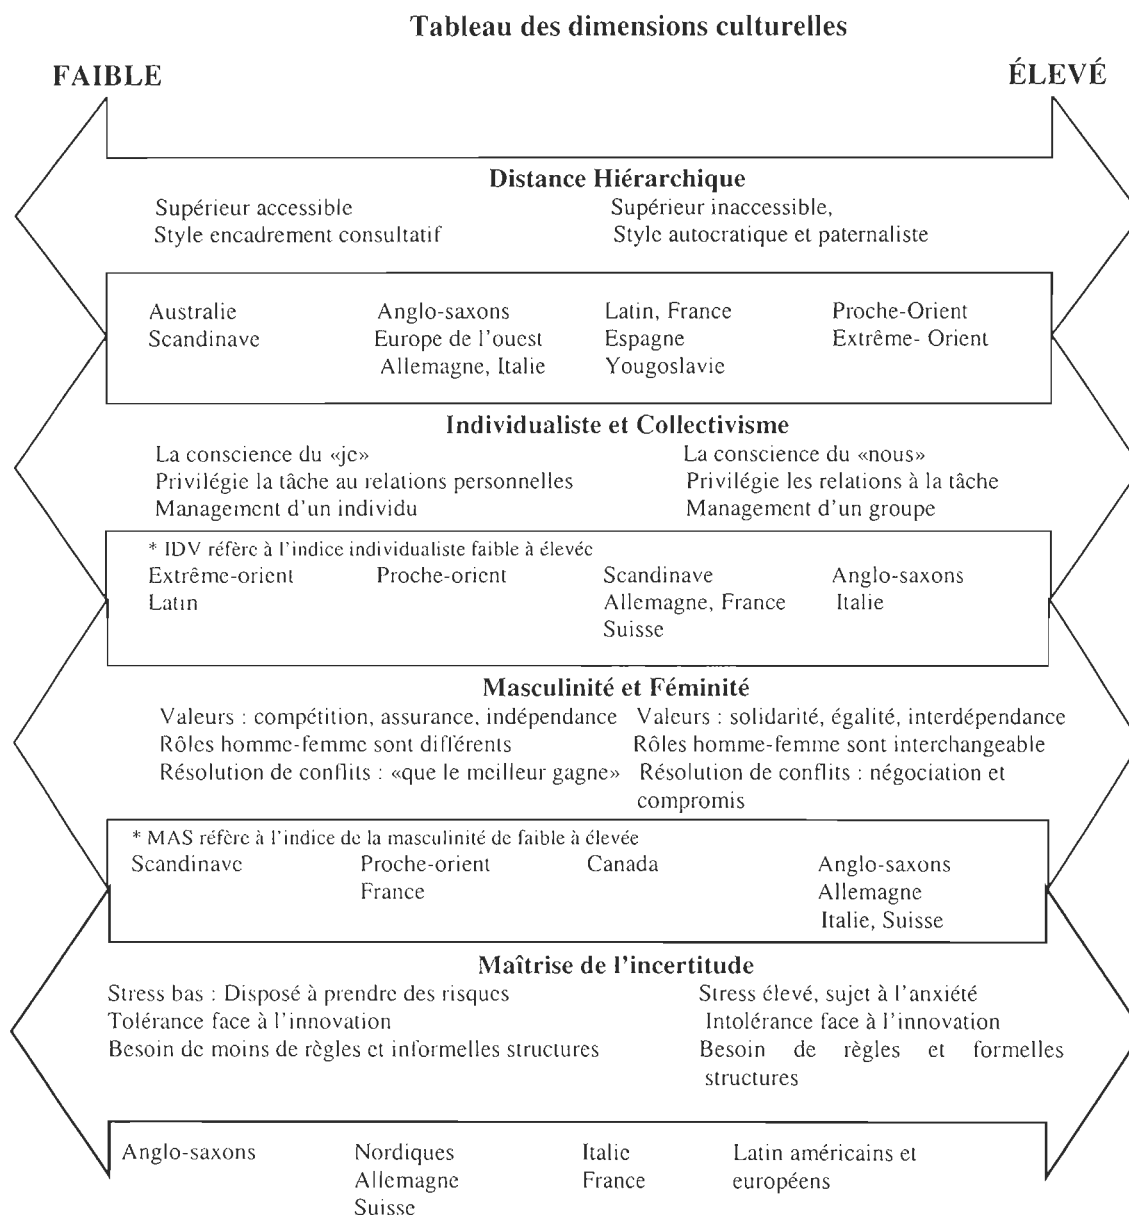 Tableau des dimensions culturelles
FAIBLE ÉLEVÉ
Distance Hiérarchique
Supérieur accessible Supérieur inaccessible,
Style encadrement consultatif Style autocratique et paternaliste
Australie Anglo-saxons Latin, France Proche-Orient
Scandinave Europe de l'ouest Espagne Extrême- Orient
Allemagne, Italie Yougoslavie
Individualiste et Collectivisme
La conscience du «je» La conscience du «nous»
Privilégie la tâche au relations personnelles Privilégie les relations à la tâche
Management d'un individu Management d'un groupe
* IDV réfère à l'indice individualiste faible à élevée
Extrême-orient Proche-orient Scandinave Anglo-saxons
Latin Allemagne, France Italie
Suisse
Masculinité et Féminité
Valeurs : compétition, assurance, indépendance Valeurs : solidarité, égalité, interdépendance
Rôles homme-femme sont différents Rôles homme-femme sont interchangeable
Résolution de conflits : «que le meilleur gagne» Résolution de conflits : négociation et
compromis
* MAS réfère à l'indice de la masculinité de faible à élevée
Scandinave Proche-orient Canada Anglo-saxons
France Allemagne
Italie, Suisse
Maîtrise de l'incertitude
Stress bas : Disposé à prendre des risques Stress élevé, sujet à l'anxiété
Tolérance face à l'innovation Intolérance face à l'innovation
Besoin de moins de règles et informelles structures Besoin de règles et formelles
structures
Anglo-saxons Nordiques Italie Latin américains et
Allemagne France européens
Suisse